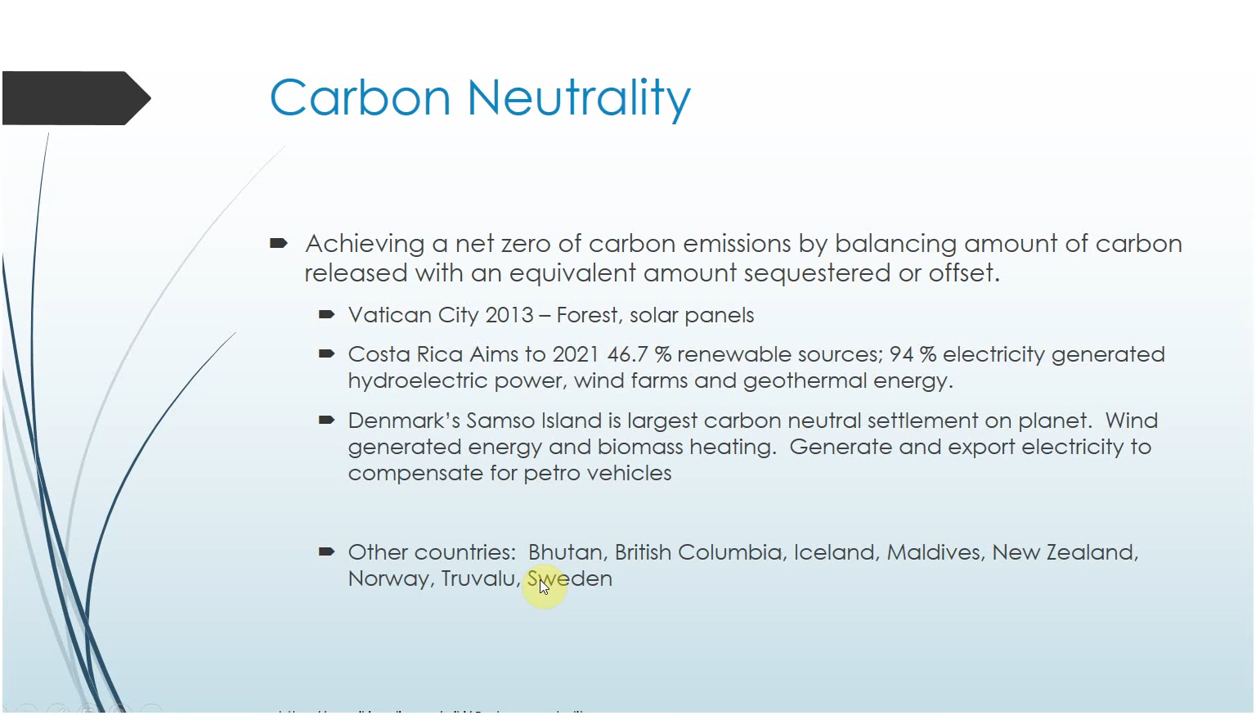 Carbon Neutrality
Achieving a net zero of carbon emissions by balancing amount of carbon
released with an equivalent amount sequestered or offset.
Vatican City 2013 – Forest, solar panels
Costa Rica Aims to 2021 46.7 % renewable sources; 94 % electricity generated
hydroelectric power, wind farms and geothermal energy.
Denmark's Samso Island is largest carbon neutral settlement on planet.  Wind
generated energy and biomass heating.  Generate and export electricity to
compensate for petro vehicles
Other countries:  Bhutan, British Columbia, Iceland, Maldives, New Zealand,
Norway, Truvalu, Sweden